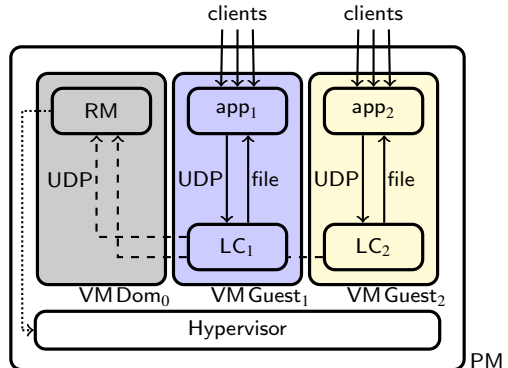 clients clients
RM app₁ app₂
UDP UDP file UDP file
LC₁ LC₂
VM Dom₀ VM Guest₁ VM Guest₂
Hypervisor
PM